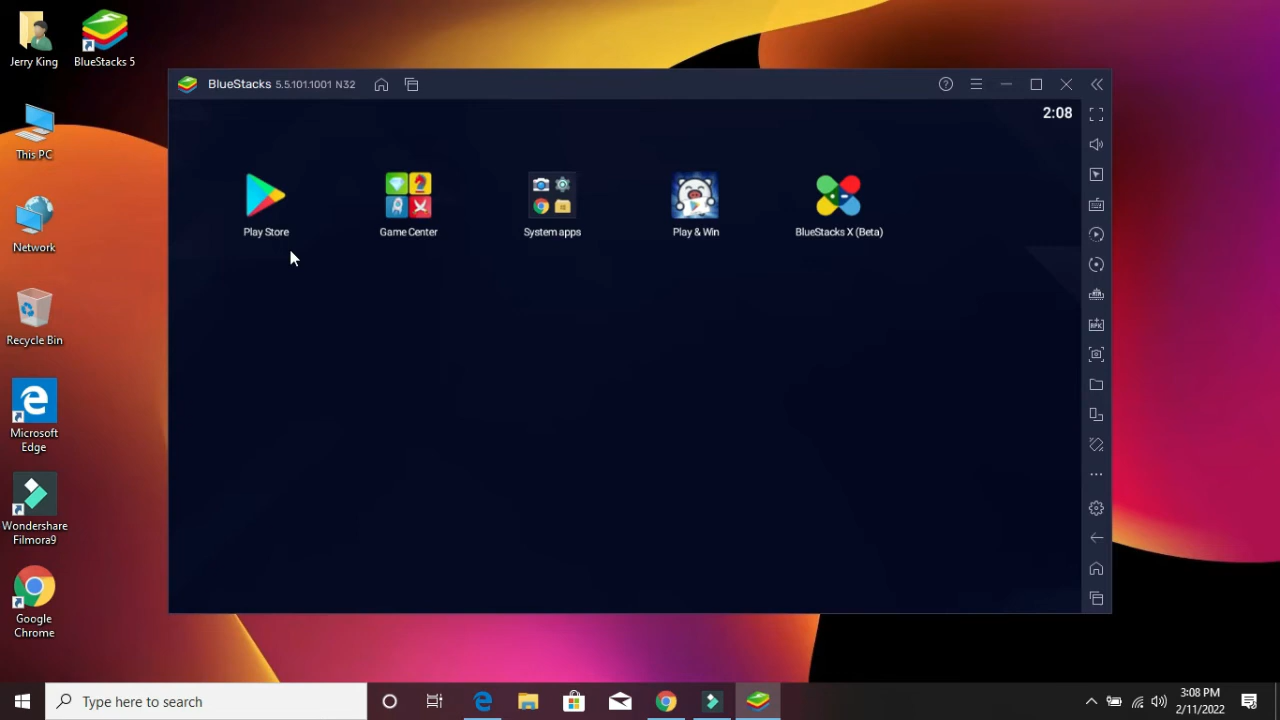 Jerry King
BlueStacks 5
This PC
Network
Recycle Bin
Microsoft
Edge
Wondershare
Filmora9
Google
Chrome
BlueStacks 5.5.101.1001 N32
2:08
Play Store
Game Center
System apps
Play & Win
BlueStacks X (Beta)
Type here to search
3:08 PM
2/11/2022